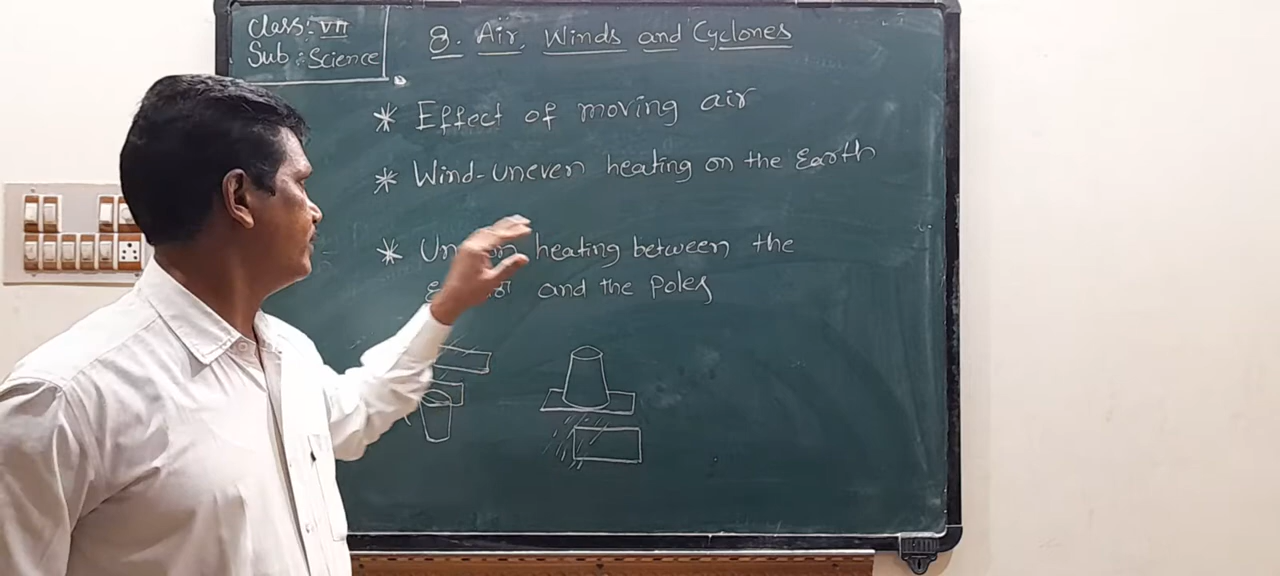 Class: VII
Sub: Science
8. Air, Winds and Cyclones
* Effect of moving air
* Wind-uneven heating on the Earth
* heating between the
and the Poles